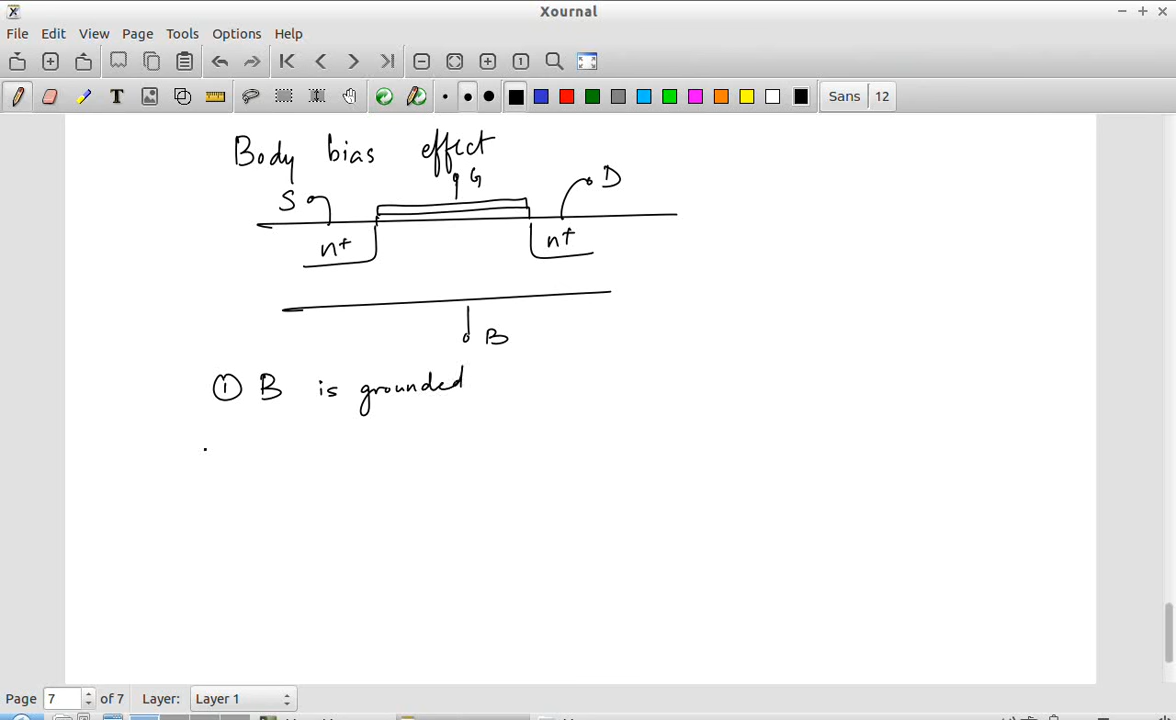 Xournal
File Edit View Page Tools Options Help
Sans 12
Body bias effect
G
S D
n+ n+
B
① B is grounded
Page 7 of 7 Layer: Layer 1